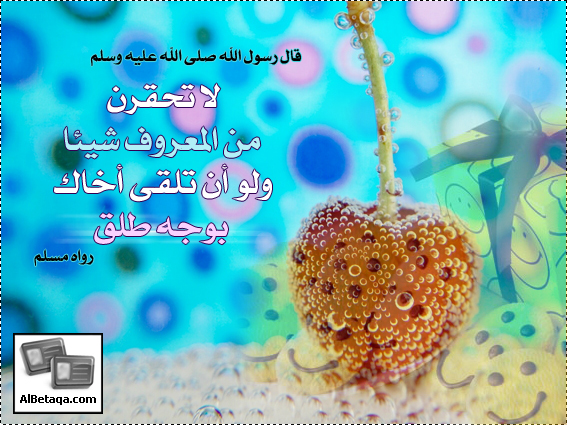 قال رسول الله صلى الله عليه وسلم
لا تحقرن
من المعروف شيئا
ولو أن تلقى أخاك
بوجه طلق
رواه مسلم
AlBetaqa.com